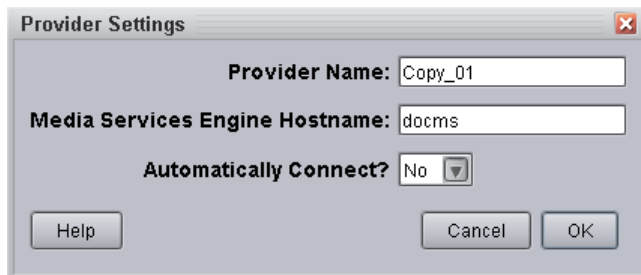 Provider Settings
Provider Name: Copy_01
Media Services Engine Hostname: docms
Automatically Connect? No
Help Cancel OK